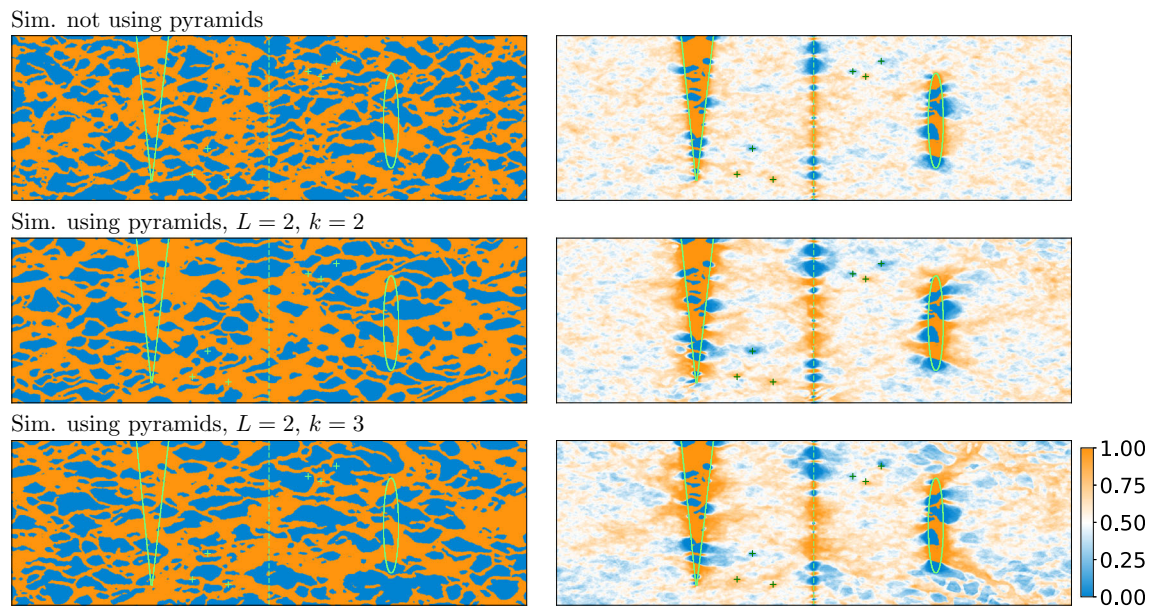 Sim. not using pyramids
Sim. using pyramids, L = 2, k = 2
Sim. using pyramids, L = 2, k = 3
1.00
0.75
0.50
0.25
0.00